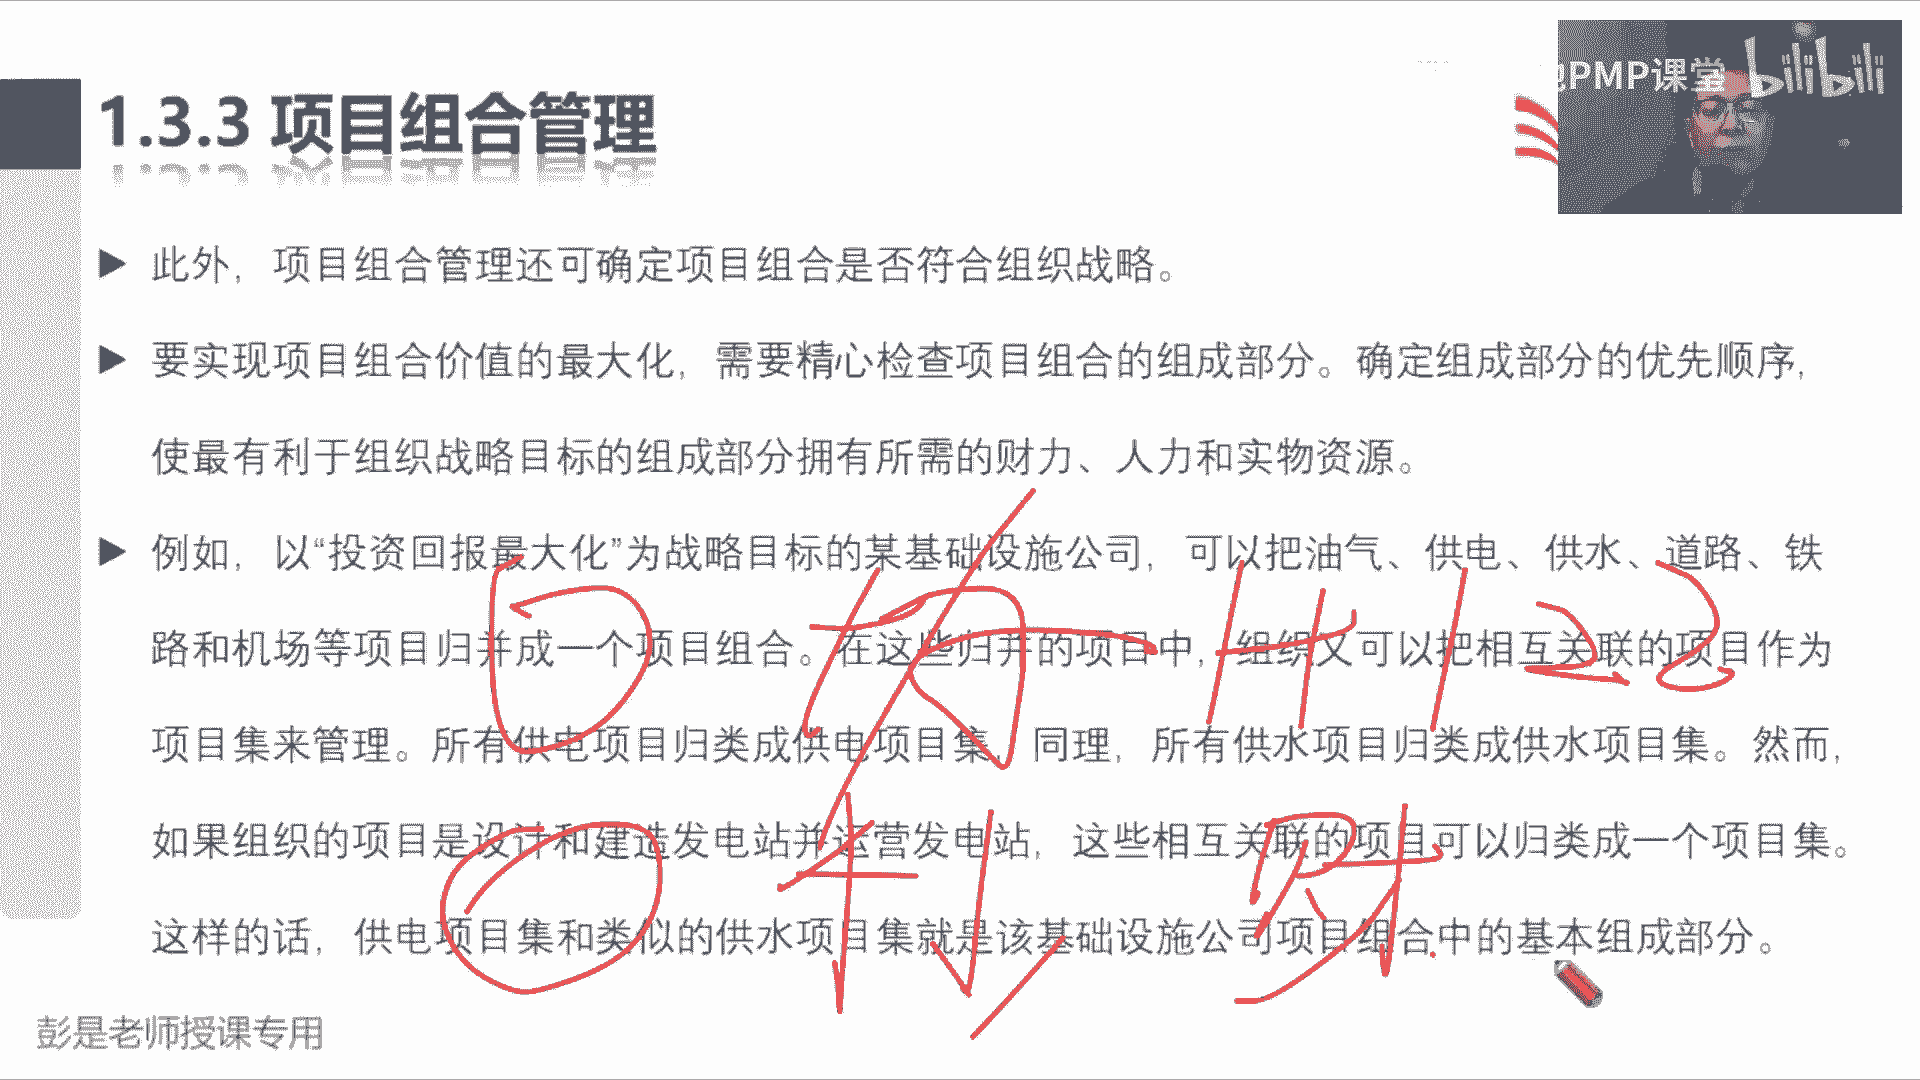 PMP课堂 bilibili
1.3.3 项目组合管理
此外，项目组合管理还可确定项目组合是否符合组织战略。
要实现项目组合价值的最大化，需要精心检查项目组合的组成部分。确定组成部分的优先顺序，
使最有利于组织战略目标的组成部分拥有所需的财力、人力和实物资源。
例如，以“投资回报最大化”为战略目标的某基础设施公司，可以把油气、供电、供水、道路、铁
路和机场等项目归并成一个项目组合。在这些归并的项目中，组织又可以把相互关联的项目作为
项目集来管理。所有供电项目归类成供电项目集。同理，所有供水项目归类成供水项目集。然而，
如果组织的项目是设计和建造发电站并运营发电站，这些相互关联的项目可以归类成一个项目集。
这样的话，供电项目集和类似的供水项目集就是该基础设施公司项目组合中的基本组成部分。
彭是老师授课专用